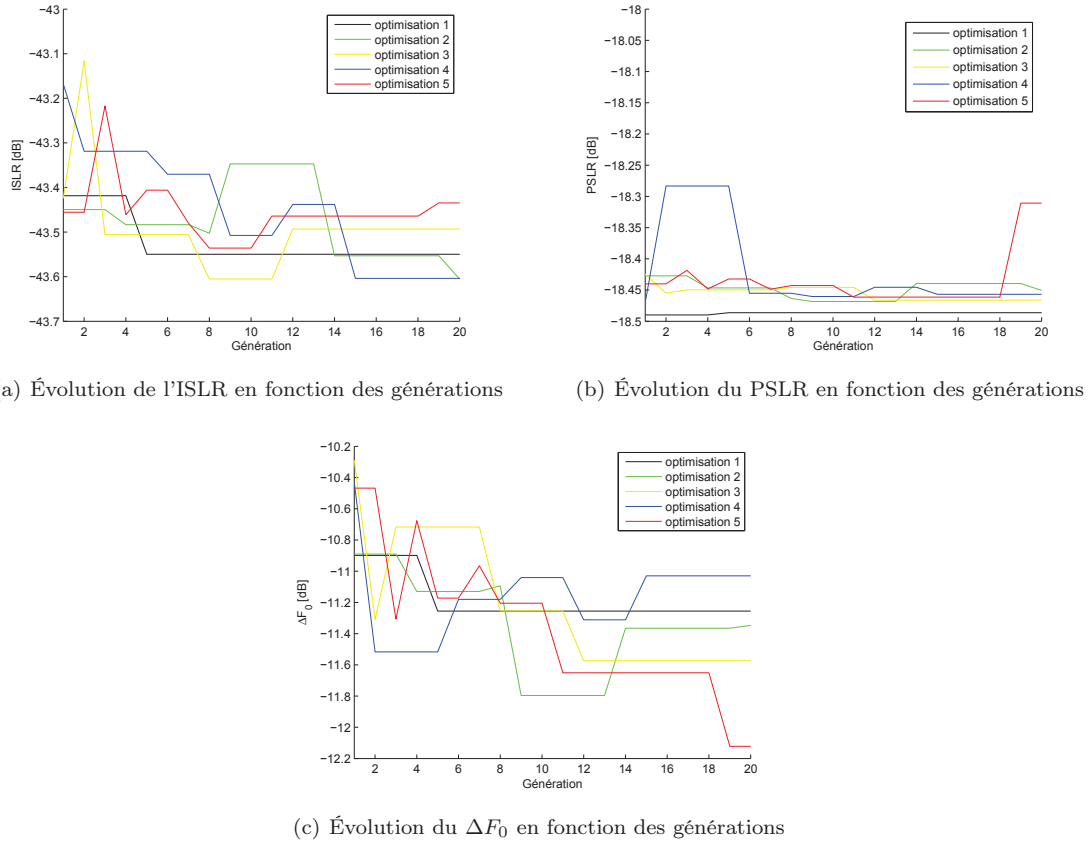 −43
−43.1
−43.2
−43.3
−43.4
−43.5
−43.6
−43.7
ISLR [dB]
2 4 6 8 10 12 14 16 18 20
Génération
optimisation 1
optimisation 2
optimisation 3
optimisation 4
optimisation 5
−18
−18.05
−18.1
−18.15
−18.2
−18.25
−18.3
−18.35
−18.4
−18.45
−18.5
PSLR [dB]
2 4 6 8 10 12 14 16 18 20
Génération
optimisation 1
optimisation 2
optimisation 3
optimisation 4
optimisation 5
a) Évolution de l'ISLR en fonction des générations
(b) Évolution du PSLR en fonction des générations
−10.2
−10.4
−10.6
−10.8
−11
−11.2
−11.4
−11.6
−11.8
−12
−12.2
ΔF₀ [dB]
2 4 6 8 10 12 14 16 18 20
Génération
optimisation 1
optimisation 2
optimisation 3
optimisation 4
optimisation 5
(c) Évolution du ΔF₀ en fonction des générations